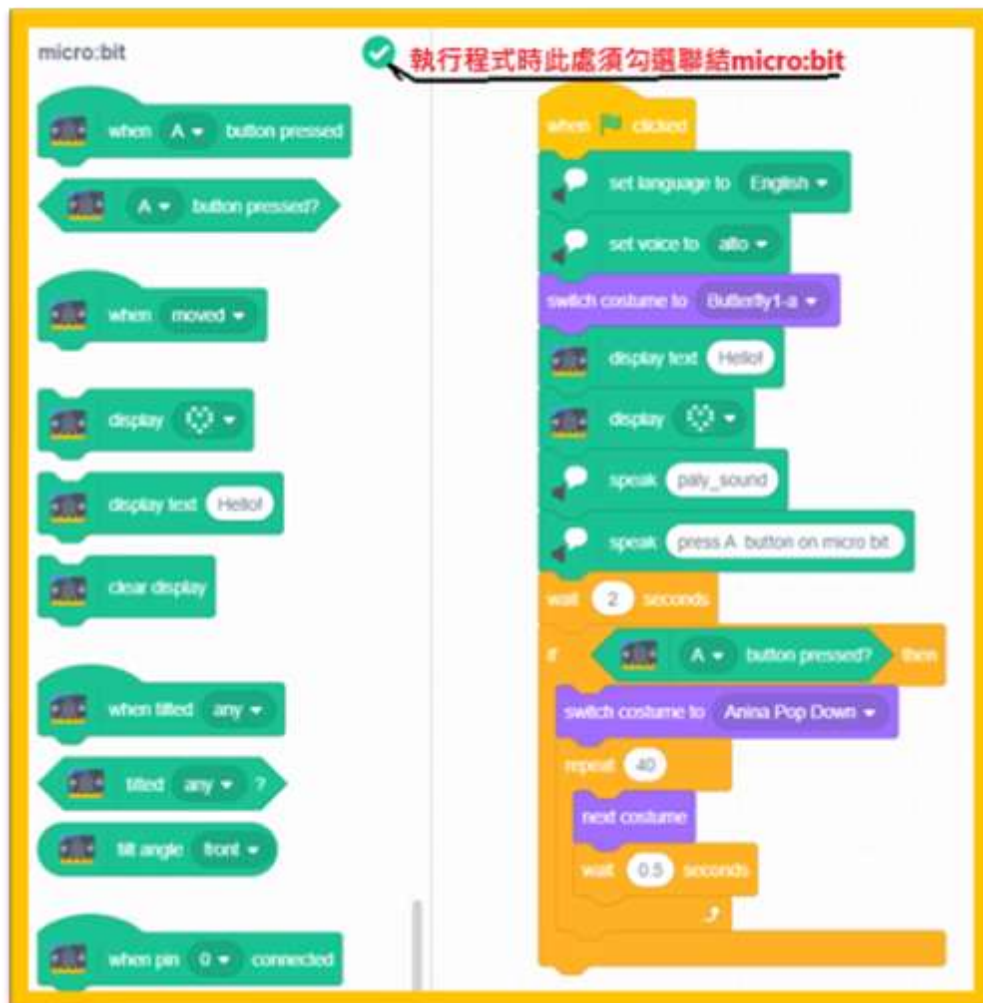 micro:bit
執行程式時此處須勾選聯結micro:bit
when A button pressed
A button pressed?
when moved
display
display text Hello!
clear display
when tilted any
tilted any ?
tilt angle front
when pin 0 connected
when clicked
set language to English
set voice to alto
switch costume to Butterfly1-a
display text Hello!
display
speak paly_sound
speak press A button on micro bit
wait 2 seconds
if A button pressed? then
switch costume to Anina Pop Down
repeat 40
next costume
wait 0.5 seconds